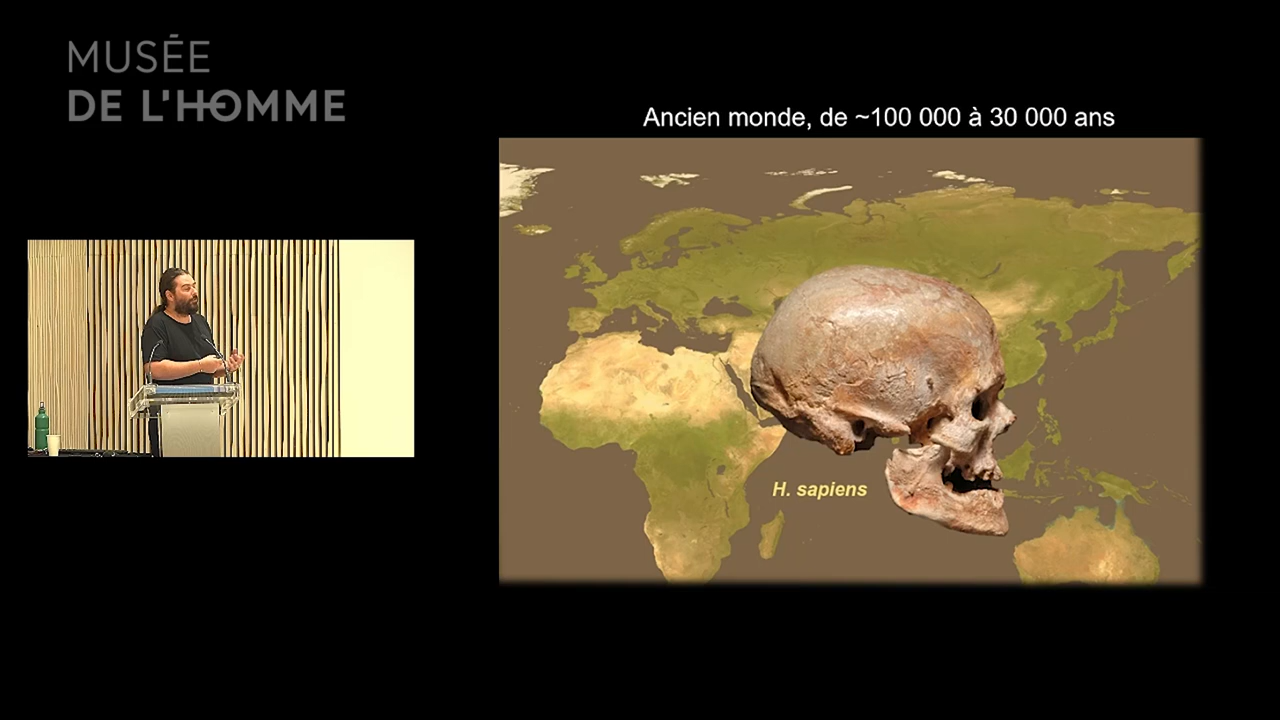 MUSÉE
DE L'HOMME
Ancien monde, de ~100 000 à 30 000 ans
H. sapiens